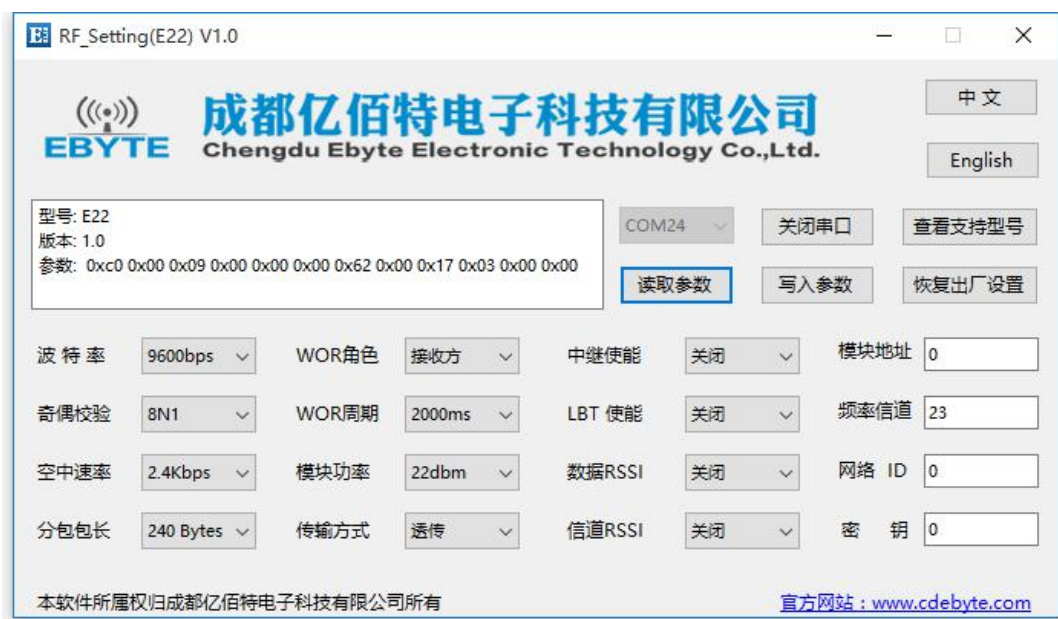 RF_Setting(E22) V1.0
EBYTE
成都亿佰特电子科技有限公司
Chengdu Ebyte Electronic Technology Co.,Ltd.
中 文
English
型号: E22
版本: 1.0
参数: 0xc0 0x00 0x09 0x00 0x00 0x00 0x62 0x00 0x17 0x03 0x00 0x00
COM24 关闭串口 查看支持型号
读取参数 写入参数 恢复出厂设置
波 特 率 9600bps WOR角色 接收方 中继使能 关闭 模块地址 0
奇偶校验 8N1 WOR周期 2000ms LBT 使能 关闭 频率信道 23
空中速率 2.4Kbps 模块功率 22dbm 数据RSSI 关闭 网络 ID 0
分包包长 240 Bytes 传输方式 透传 信道RSSI 关闭 密 钥 0
本软件所属权归成都亿佰特电子科技有限公司所有 官方网站：www.cdebyte.com